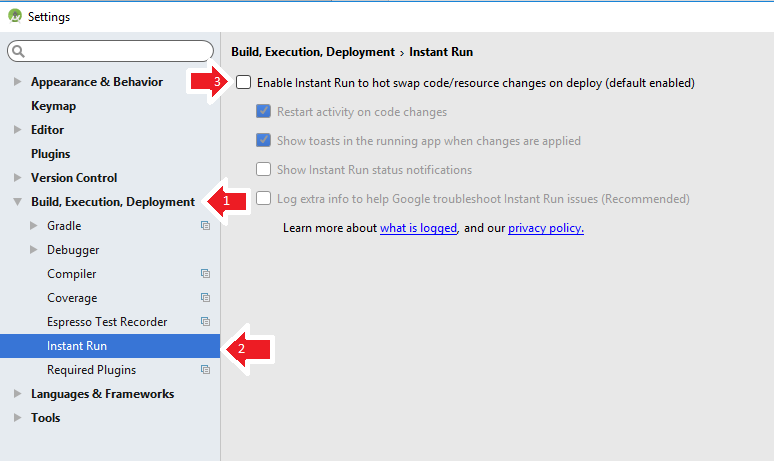 Settings
Build, Execution, Deployment › Instant Run
3
Enable Instant Run to hot swap code/resource changes on deploy (default enabled)
Restart activity on code changes
Show toasts in the running app when changes are applied
Show Instant Run status notifications
Log extra info to help Google troubleshoot Instant Run issues (Recommended)
Learn more about what is logged, and our privacy policy.
Appearance & Behavior
Keymap
Editor
Plugins
Version Control
Build, Execution, Deployment
1
Gradle
Debugger
Compiler
Coverage
Espresso Test Recorder
Instant Run
2
Required Plugins
Languages & Frameworks
Tools